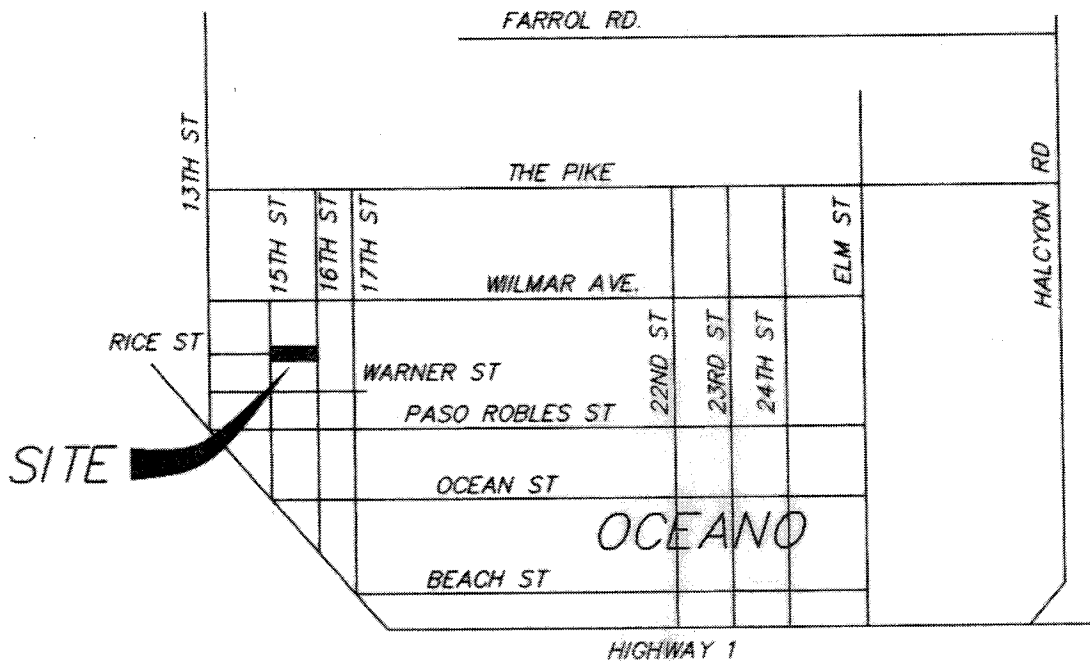 FARROL RD.
13TH ST
THE PIKE
HALCYON RD
15TH ST
16TH ST
17TH ST
ELM ST
WIILMAR AVE.
RICE ST
22ND ST
23RD ST
24TH ST
WARNER ST
PASO ROBLES ST
SITE
OCEAN ST
OCEANO
BEACH ST
HIGHWAY 1